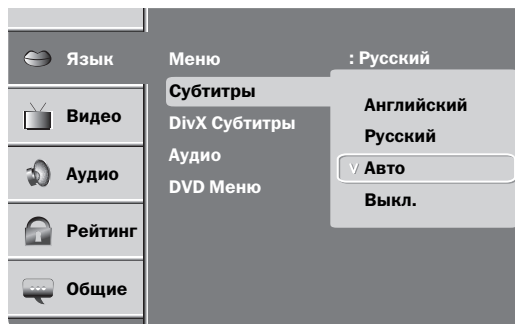 Язык
Видео
Аудио
Рейтинг
Общие
Меню : Русский
Субтитры
DivX Субтитры
Аудио
DVD Меню
Английский
Русский
V Авто
Выкл.